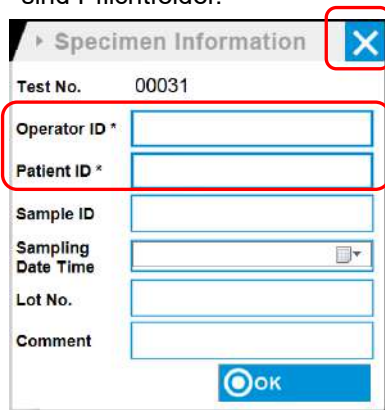 sind Pflichtfelder.
Specimen Information
Test No. 00031
Operator ID *
Patient ID *
Sample ID
Sampling
Date Time
Lot No.
Comment
OK